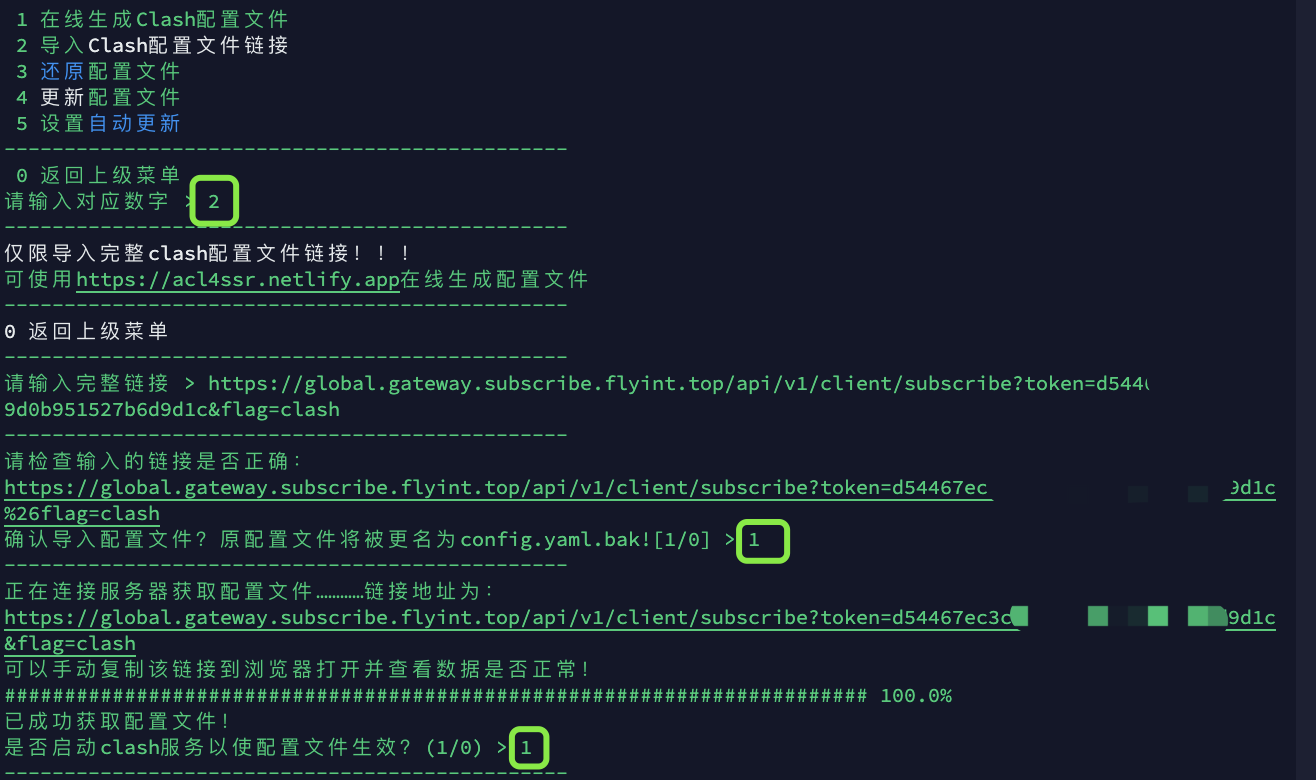 1 在线生成Clash配置文件
2 导入Clash配置文件链接
3 还原配置文件
4 更新配置文件
5 设置自动更新
-----------------------------------------------
0 返回上级菜单
请输入对应数字 > 2
-----------------------------------------------
仅限导入完整clash配置文件链接！！！
可使用https://acl4ssr.netlify.app在线生成配置文件
-----------------------------------------------
0 返回上级菜单
-----------------------------------------------
请输入完整链接 > https://global.gateway.subscribe.flyint.top/api/v1/client/subscribe?token=d544
9d0b951527b6d9d1c&flag=clash
-----------------------------------------------
请检查输入的链接是否正确：
https://global.gateway.subscribe.flyint.top/api/v1/client/subscribe?token=d54467ec 9d1c
%26flag=clash
确认导入配置文件？原配置文件将被更名为config.yaml.bak![1/0] >1
-----------------------------------------------
正在连接服务器获取配置文件…………链接地址为：
https://global.gateway.subscribe.flyint.top/api/v1/client/subscribe?token=d54467ec3c 9d1c
&flag=clash
可以手动复制该链接到浏览器打开并查看数据是否正常！
######################################################################## 100.0%
已成功获取配置文件！
是否启动clash服务以使配置文件生效？(1/0) >1
-----------------------------------------------